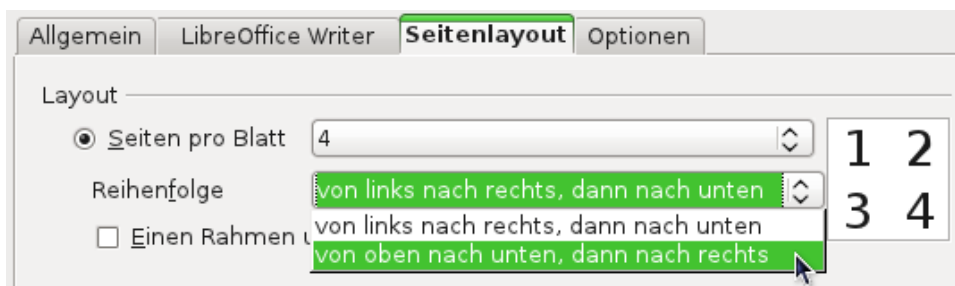 Allgemein LibreOffice Writer Seitenlayout Optionen
Layout
Seiten pro Blatt 4
Reihenfolge von links nach rechts, dann nach unten
1 2
3 4
Einen Rahmen
von links nach rechts, dann nach unten
von oben nach unten, dann nach rechts